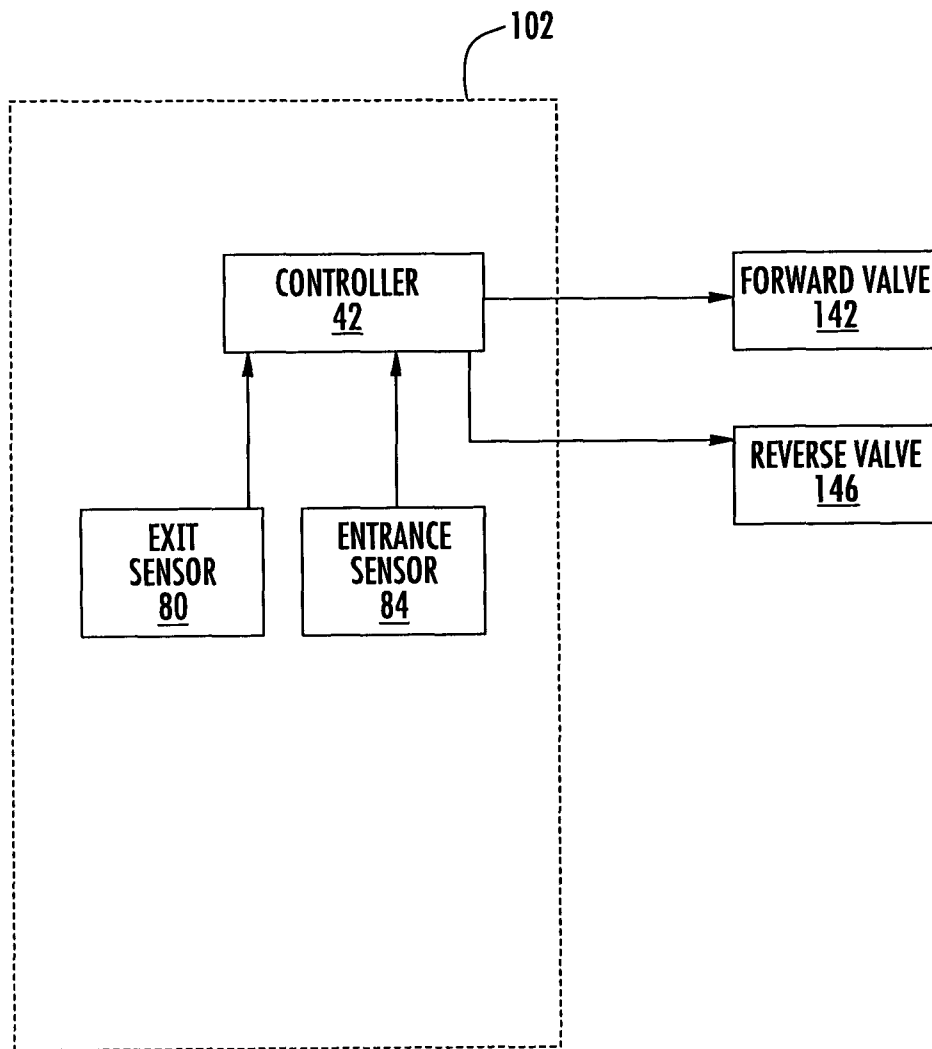 102
CONTROLLER
42
FORWARD VALVE
142
REVERSE VALVE
146
EXIT
SENSOR
80
ENTRANCE
SENSOR
84